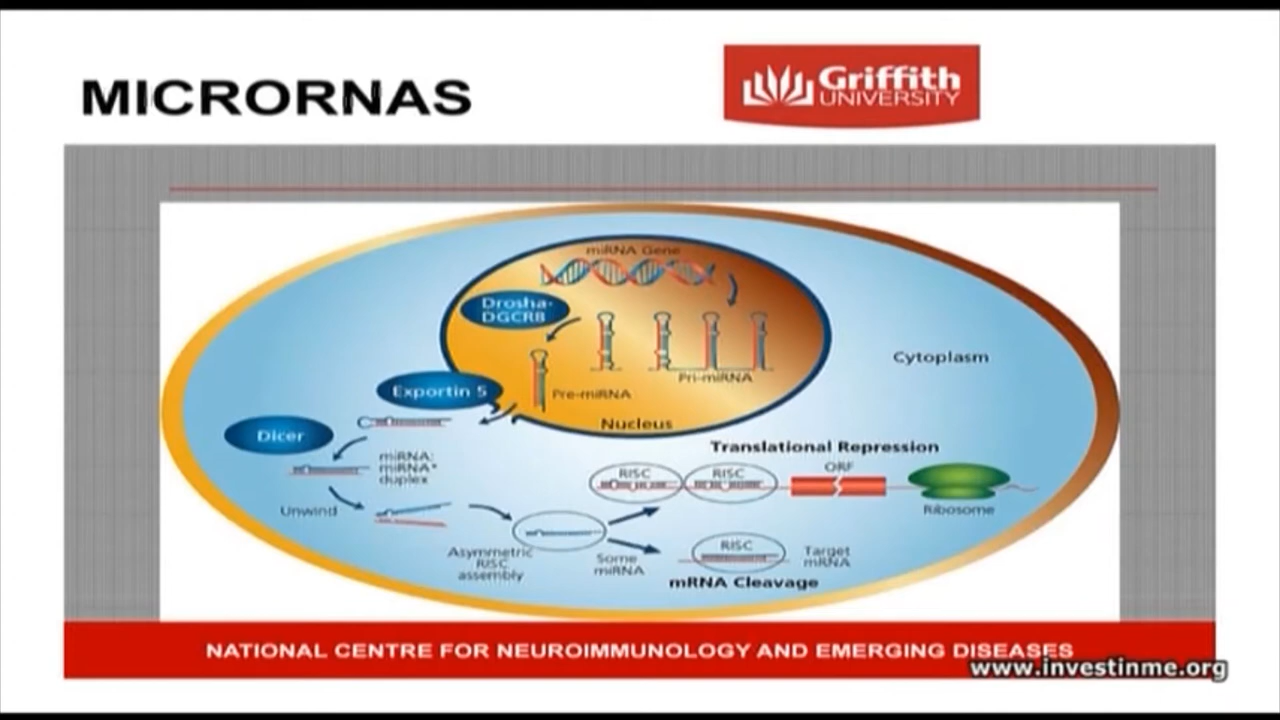 MICRORNAS
Griffith
UNIVERSITY
miRNA Gene
Drosha-
DGCR8
Pri-miRNA
Pre-miRNA
Exportin 5
Nucleus
Cytoplasm
Dicer
miRNA:
miRNA*
duplex
Unwind
Asymmetric
RISC
assembly
Some
miRNA
Translational Repression
RISC
RISC
ORF
Ribosome
RISC
Target
mRNA
mRNA Cleavage
NATIONAL CENTRE FOR NEUROIMMUNOLOGY AND EMERGING DISEASES
www.investinme.org